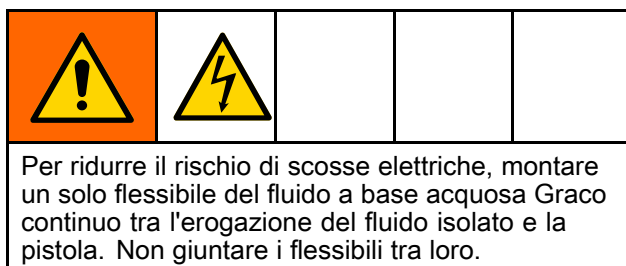 Per ridurre il rischio di scosse elettriche, montare
un solo flessibile del fluido a base acquosa Graco
continuo tra l'erogazione del fluido isolato e la
pistola. Non giuntare i flessibili tra loro.